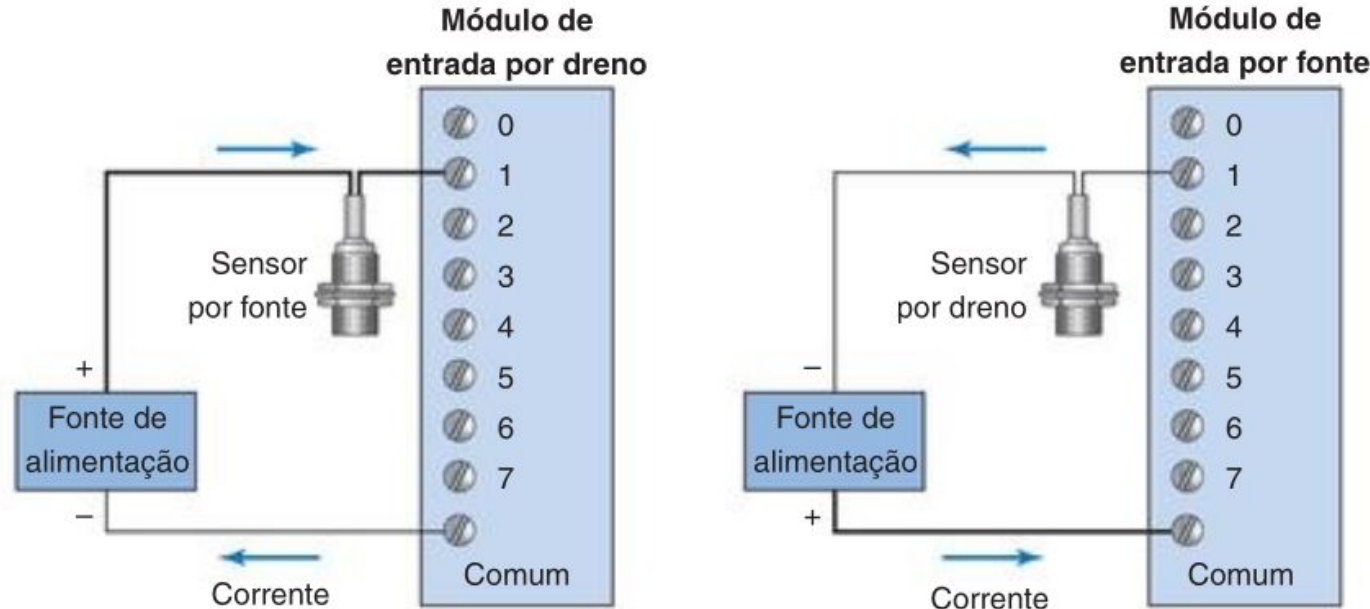 Módulo de
entrada por dreno
0
1
2
3
4
5
6
7
Comum
Sensor
por fonte
+
Fonte de
alimentação
–
Corrente
Módulo de
entrada por fonte
0
1
2
3
4
5
6
7
Comum
Sensor
por dreno
–
Fonte de
alimentação
+
Corrente